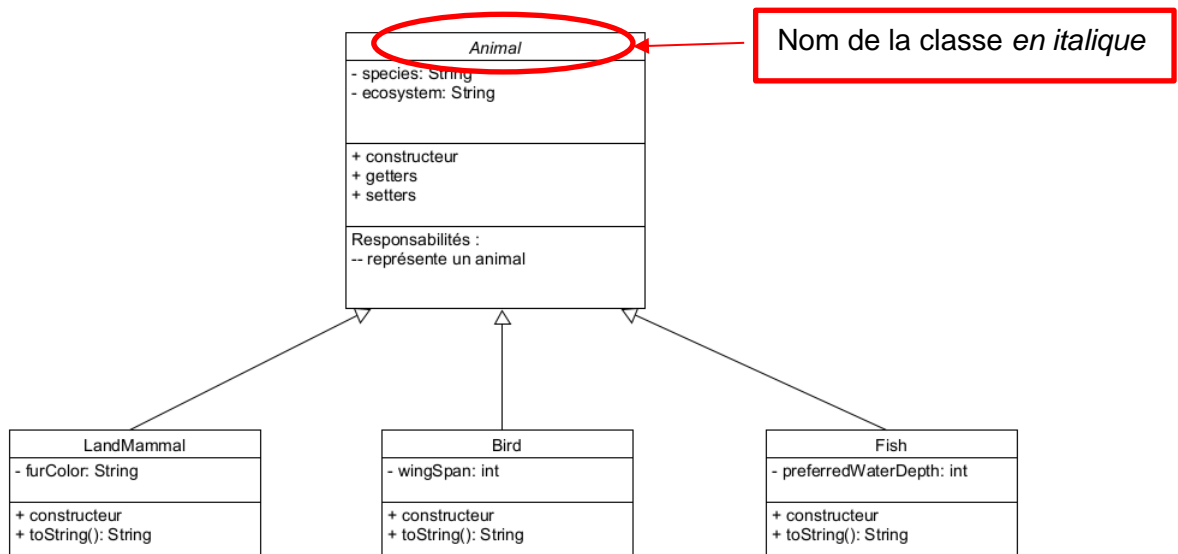 Nom de la classe en italique
Animal
- species: String
- ecosystem: String
+ constructeur
+ getters
+ setters
Responsabilités :
-- représente un animal
LandMammal
- furColor: String
+ constructeur
+ toString(): String
Bird
- wingSpan: int
+ constructeur
+ toString(): String
Fish
- preferredWaterDepth: int
+ constructeur
+ toString(): String